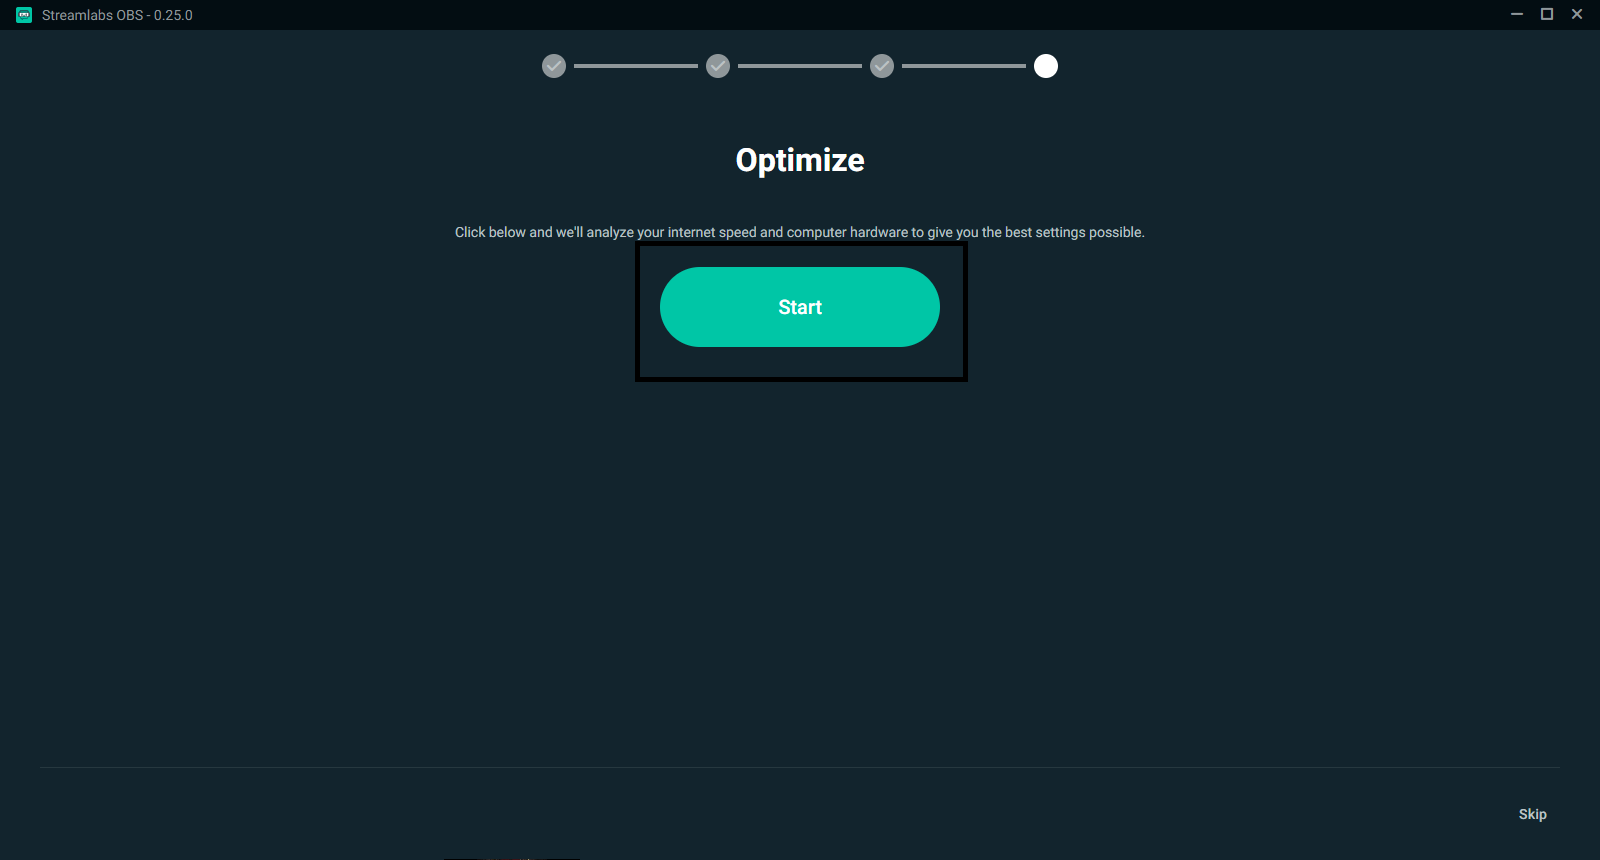 Streamlabs OBS - 0.25.0
Optimize
Click below and we'll analyze your internet speed and computer hardware to give you the best settings possible.
Start
Skip